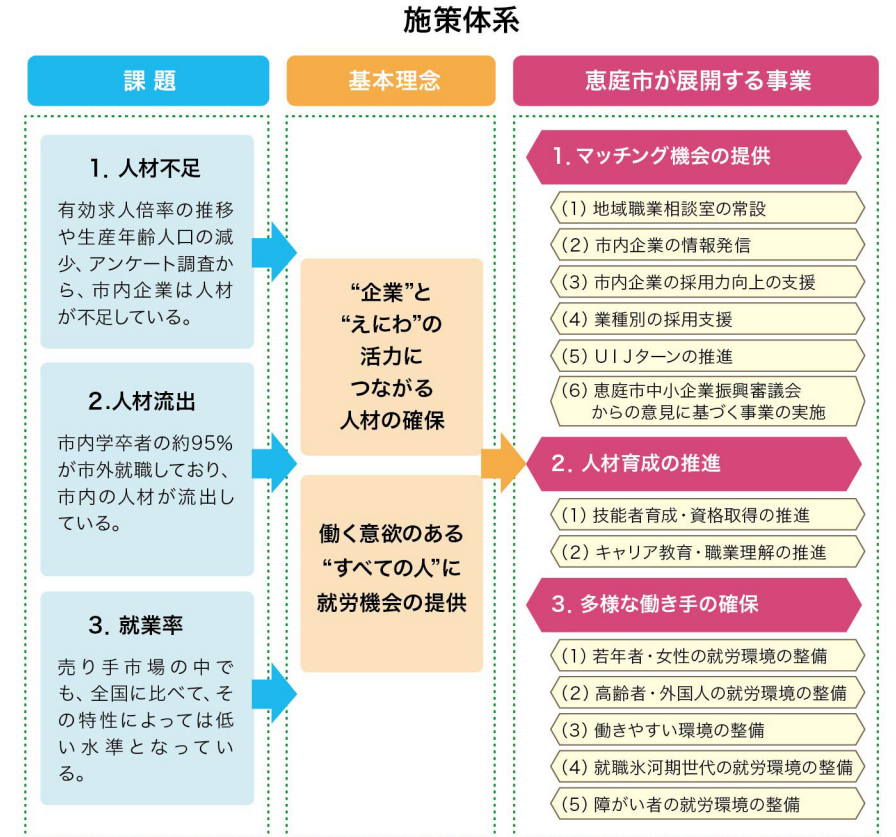 施策体系
課題
基本理念
恵庭市が展開する事業
1. 人材不足
有効求人倍率の推移
や生産年齢人口の減
少、アンケート調査か
ら、市内企業は人材
が不足している。
2.人材流出
市内学卒者の約95%
が市外就職しており、
市内の人材が流出し
ている。
3. 就業率
売り手市場の中で
も、全国に比べて、そ
の特性によっては低
い水準となってい
る。
“企業”と
“えにわ”の
活力に
つながる
人材の確保
働く意欲のある
“すべての人”に
就労機会の提供
1. マッチング機会の提供
(1) 地域職業相談室の常設
(2) 市内企業の情報発信
(3) 市内企業の採用力向上の支援
(4) 業種別の採用支援
(5) UIJターンの推進
(6) 恵庭市中小企業振興審議会
からの意見に基づく事業の実施
2. 人材育成の推進
(1) 技能者育成・資格取得の推進
(2) キャリア教育・職業理解の推進
3. 多様な働き手の確保
(1) 若年者・女性の就労環境の整備
(2) 高齢者・外国人の就労環境の整備
(3) 働きやすい環境の整備
(4) 就職氷河期世代の就労環境の整備
(5) 障がい者の就労環境の整備